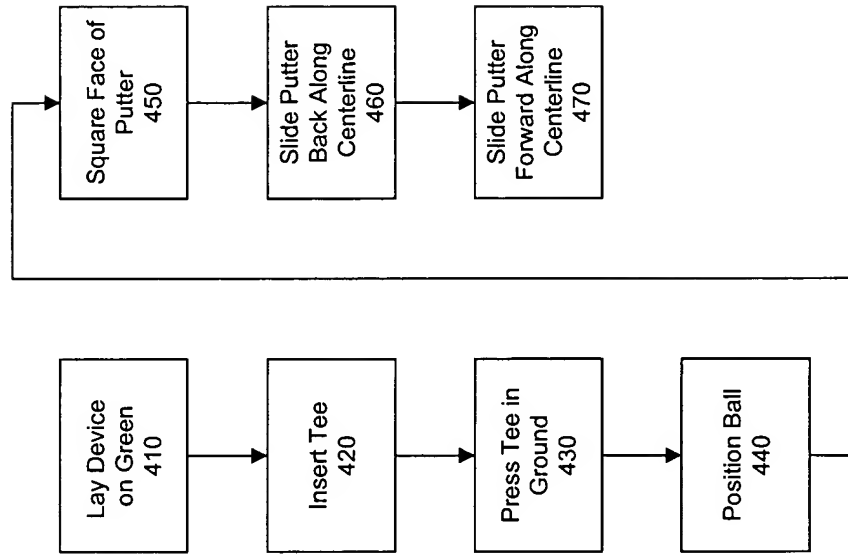 Lay Device
on Green
410
Insert Tee
420
Press Tee in
Ground
430
Position Ball
440
Square Face of
Putter
450
Slide Putter
Back Along
Centerline
460
Slide Putter
Forward Along
Centerline
470